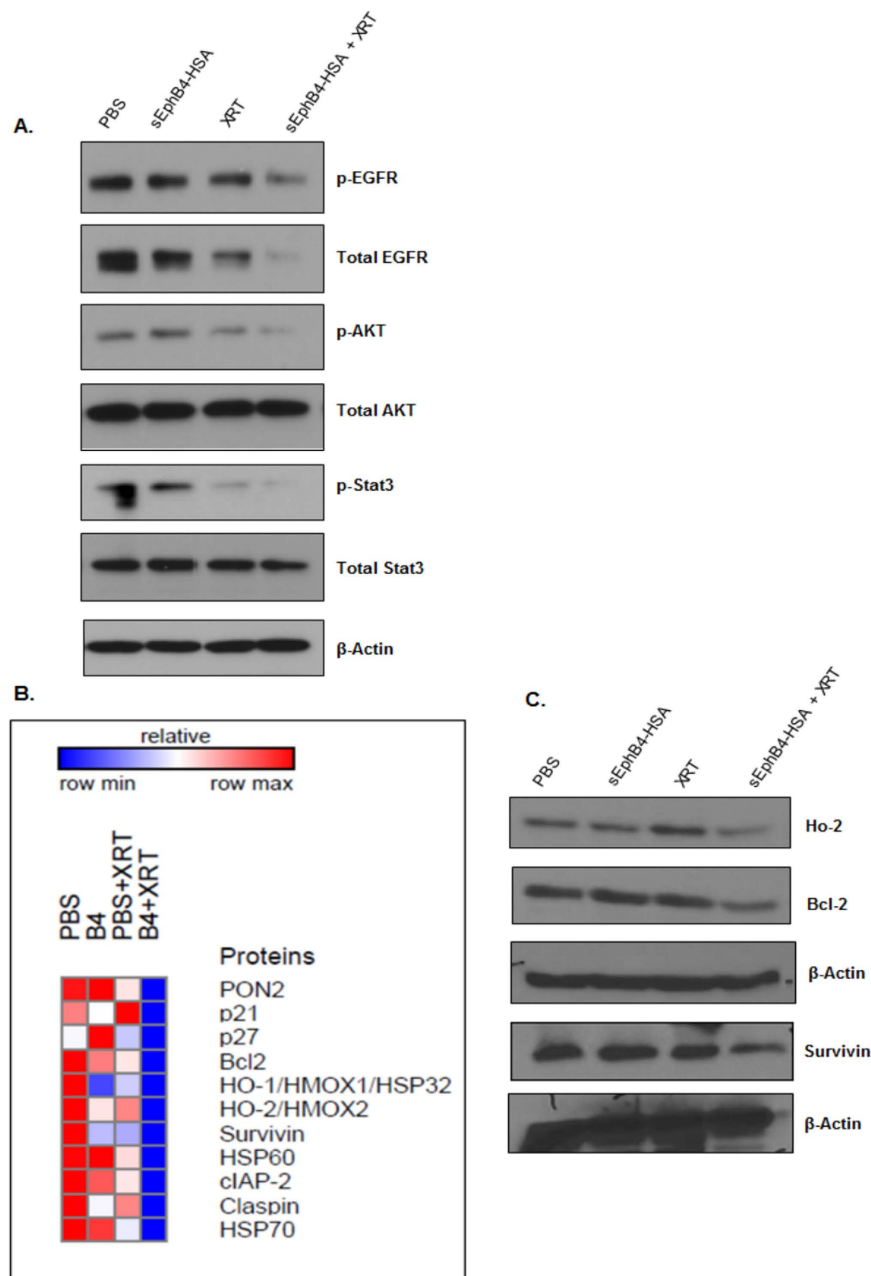 A.
PBS
sEphB4-HSA
XRT
sEphB4-HSA + XRT
p-EGFR
Total EGFR
p-AKT
Total AKT
p-Stat3
Total Stat3
β-Actin
B.
relative
row min row max
PBS
B4
PBS+XRT
B4+XRT
Proteins
PON2
p21
p27
Bcl2
HO-1/HMOX1/HSP32
HO-2/HMOX2
Survivin
HSP60
cIAP-2
Claspin
HSP70
C.
PBS
sEphB4-HSA
XRT
sEphB4-HSA + XRT
Ho-2
Bcl-2
β-Actin
Survivin
β-Actin